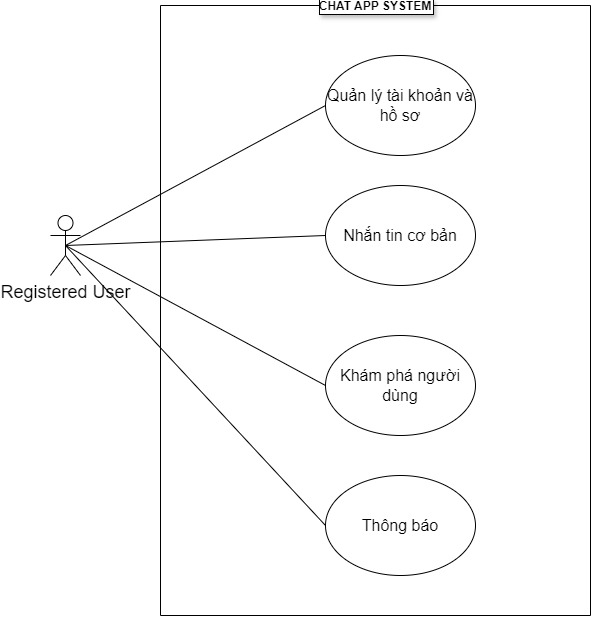 CHAT APP SYSTEM
Quản lý tài khoản và
hồ sơ
Nhắn tin cơ bản
Registered User
Khám phá người
dùng
Thông báo